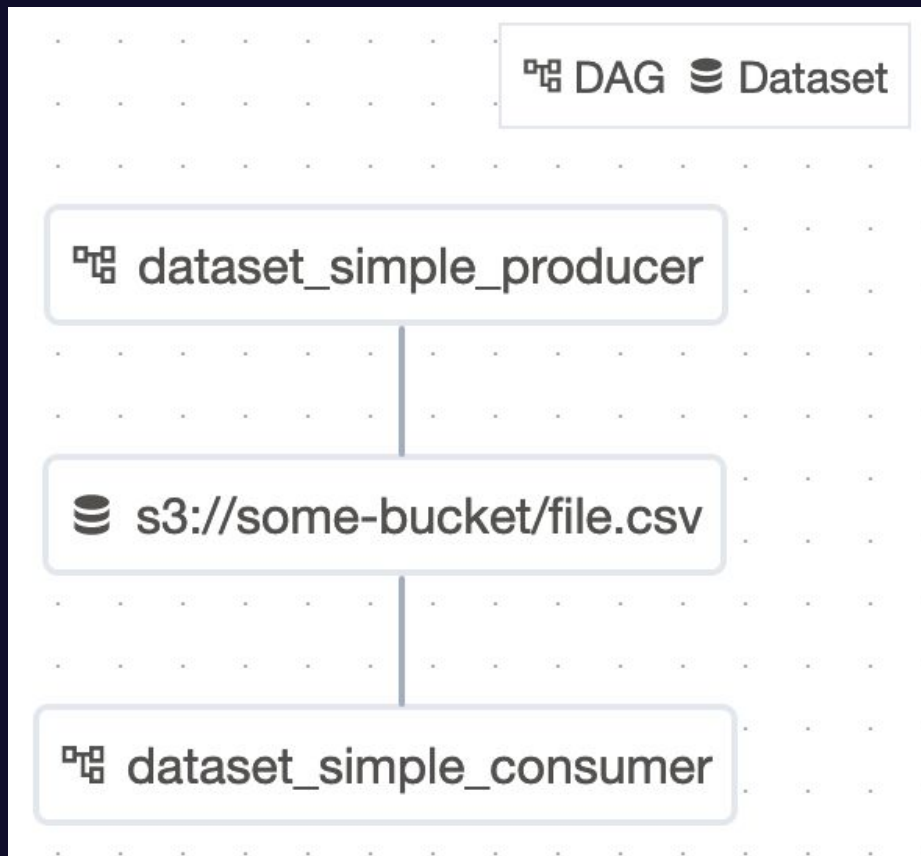 DAG Dataset
dataset_simple_producer
s3://some-bucket/file.csv
dataset_simple_consumer